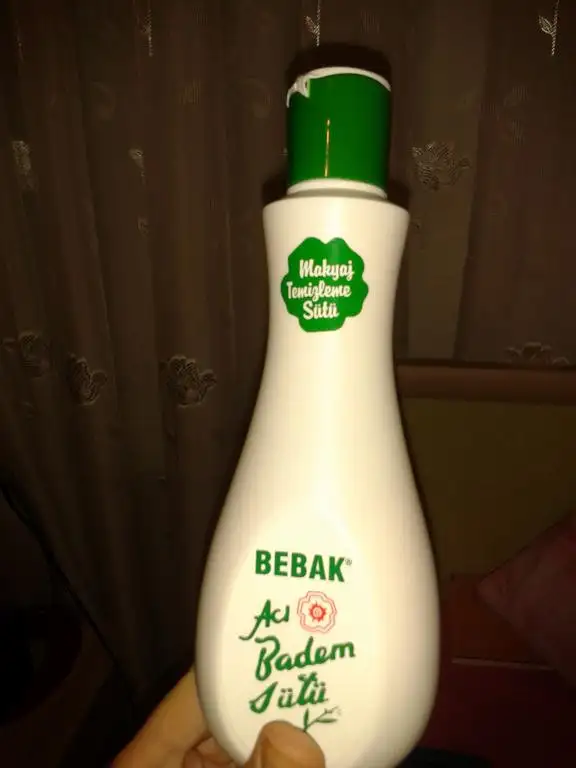 Makyaj
Temizleme
Sütü
BEBAK®
Acı
Badem
Sütü